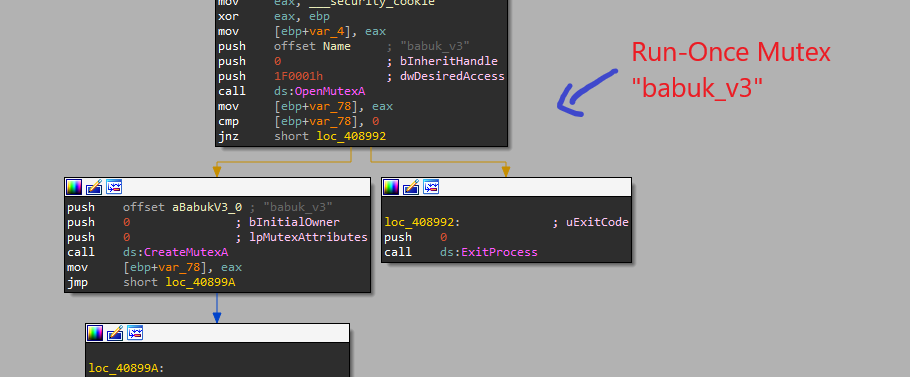 mov eax, ___security_cookie
xor eax, ebp
mov [ebp+var_4], eax
push offset Name ; "babuk_v3"
push 0 ; bInheritHandle
push 1F0001h ; dwDesiredAccess
call ds:OpenMutexA
mov [ebp+var_78], eax
cmp [ebp+var_78], 0
jnz short loc_408992
Run-Once Mutex
"babuk_v3"
push offset aBabukV3_0 ; "babuk_v3"
push 0 ; bInitialOwner
push 0 ; lpMutexAttributes
call ds:CreateMutexA
mov [ebp+var_78], eax
jmp short loc_40899A
loc_408992: ; uExitCode
push 0
call ds:ExitProcess
loc_40899A: